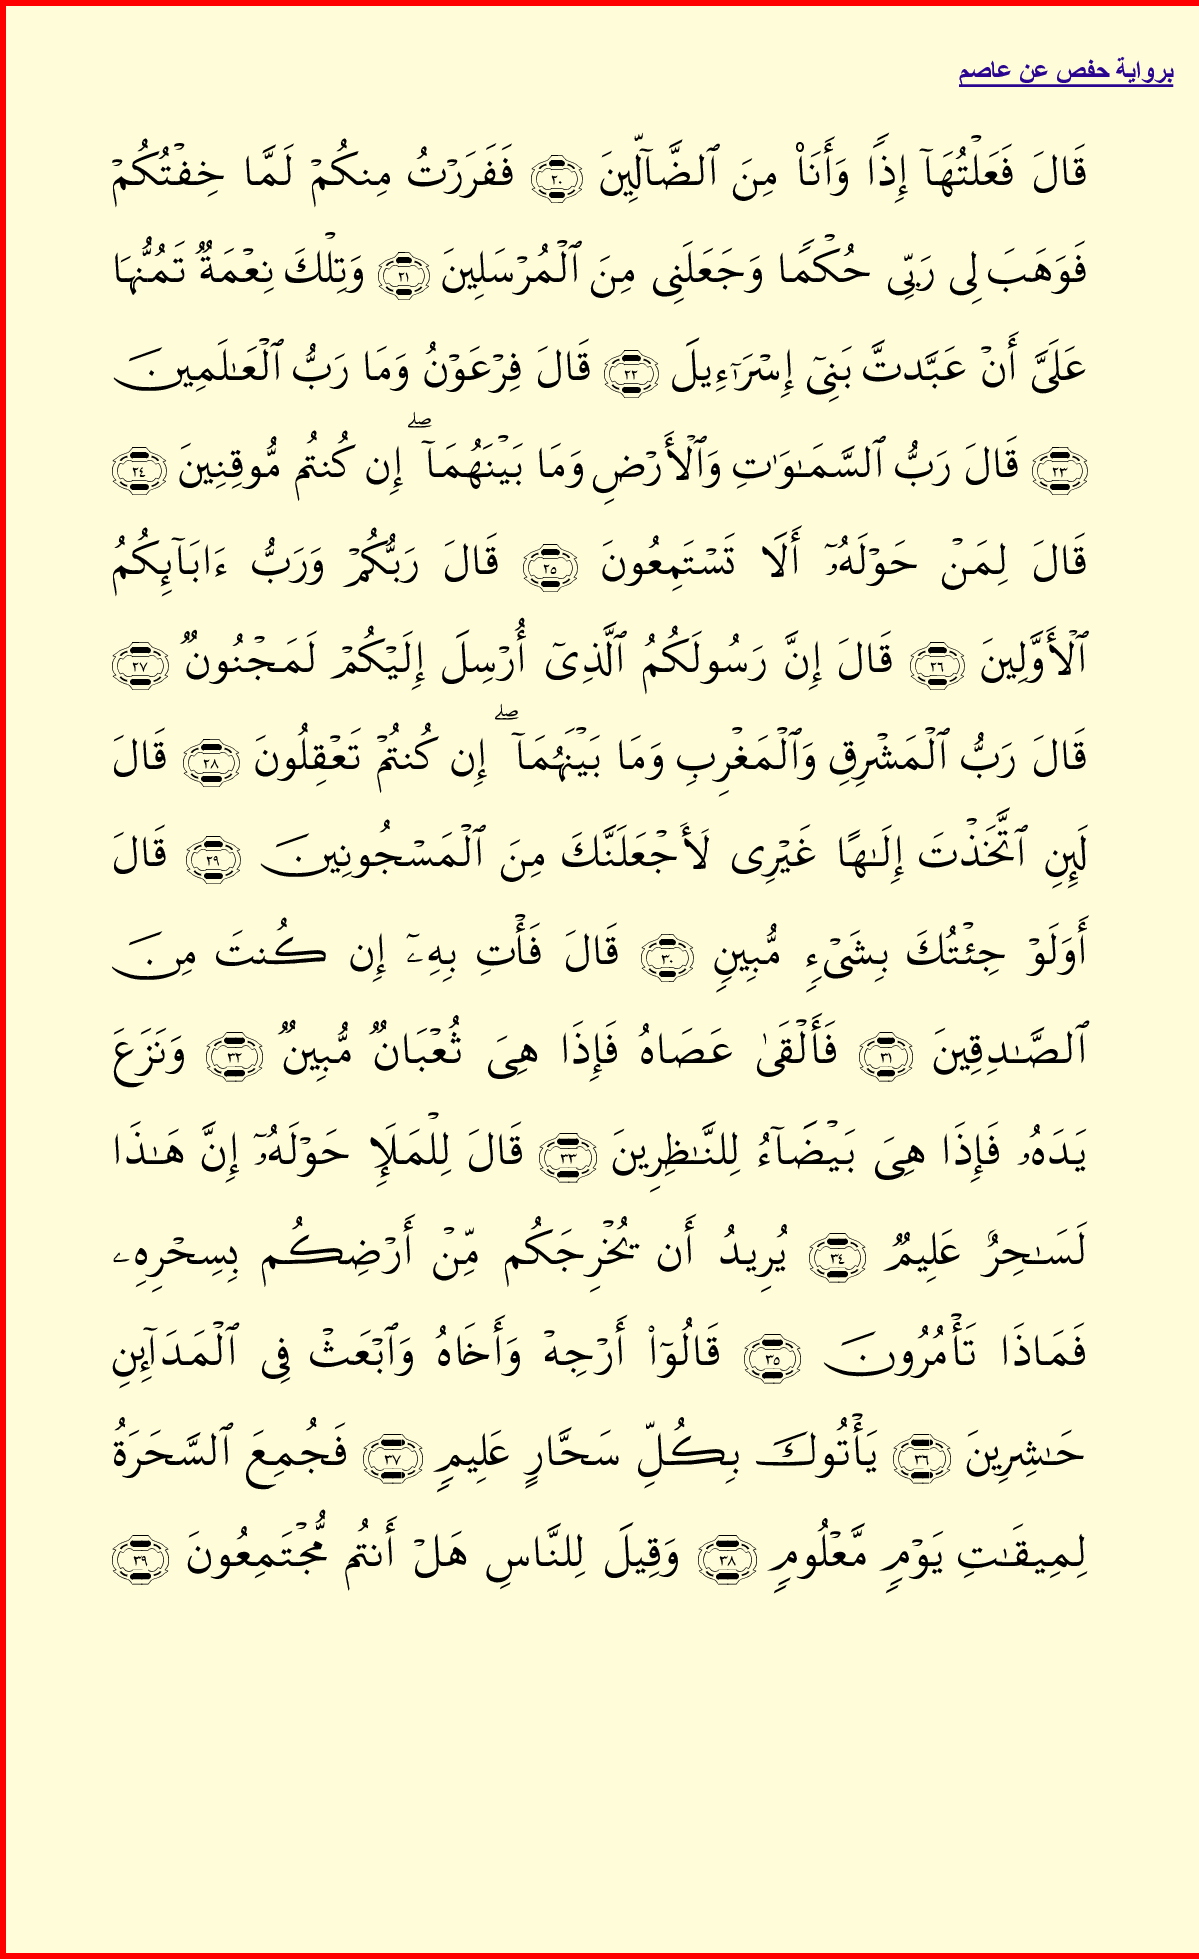 برواية حفص عن عاصم
قَالَ فَعَلْتُهَآ إِذًا وَأَنَا۠ مِنَ ٱلضَّآلِّينَ ٢٠ فَفَرَرْتُ مِنكُمْ لَمَّا خِفْتُكُمْ
فَوَهَبَ لِى رَبِّى حُكْمًا وَجَعَلَنِى مِنَ ٱلْمُرْسَلِينَ ٢١ وَتِلْكَ نِعْمَةٌ تَمُنُّهَا
عَلَىَّ أَنْ عَبَّدتَّ بَنِىٓ إِسْرَٰٓءِيلَ ٢٢ قَالَ فِرْعَوْنُ وَمَا رَبُّ ٱلْعَـٰلَمِينَ
٢٣ قَالَ رَبُّ ٱلسَّمَـٰوَٰتِ وَٱلْأَرْضِ وَمَا بَيْنَهُمَآ ۖ إِن كُنتُم مُّوقِنِينَ ٢٤
قَالَ لِمَنْ حَوْلَهُۥٓ أَلَا تَسْتَمِعُونَ ٢٥ قَالَ رَبُّكُمْ وَرَبُّ ءَابَآئِكُمُ
ٱلْأَوَّلِينَ ٢٦ قَالَ إِنَّ رَسُولَكُمُ ٱلَّذِىٓ أُرْسِلَ إِلَيْكُمْ لَمَجْنُونٌ ٢٧
قَالَ رَبُّ ٱلْمَشْرِقِ وَٱلْمَغْرِبِ وَمَا بَيْنَهُمَآ ۖ إِن كُنتُمْ تَعْقِلُونَ ٢٨ قَالَ
لَئِنِ ٱتَّخَذْتَ إِلَـٰهًا غَيْرِى لَأَجْعَلَنَّكَ مِنَ ٱلْمَسْجُونِينَ ٢٩ قَالَ
أَوَلَوْ جِئْتُكَ بِشَىْءٍ مُّبِينٍ ٣٠ قَالَ فَأْتِ بِهِۦٓ إِن كُنتَ مِنَ
ٱلصَّـٰدِقِينَ ٣١ فَأَلْقَىٰ عَصَاهُ فَإِذَا هِىَ ثُعْبَانٌ مُّبِينٌ ٣٢ وَنَزَعَ
يَدَهُۥ فَإِذَا هِىَ بَيْضَآءُ لِلنَّـٰظِرِينَ ٣٣ قَالَ لِلْمَلَإِ حَوْلَهُۥٓ إِنَّ هَـٰذَا
لَسَـٰحِرٌ عَلِيمٌ ٣٤ يُرِيدُ أَن يُخْرِجَكُم مِّنْ أَرْضِكُم بِسِحْرِهِۦ
فَمَاذَا تَأْمُرُونَ ٣٥ قَالُوٓا۟ أَرْجِهْ وَأَخَاهُ وَٱبْعَثْ فِى ٱلْمَدَآئِنِ
حَـٰشِرِينَ ٣٦ يَأْتُوكَ بِكُلِّ سَحَّارٍ عَلِيمٍ ٣٧ فَجُمِعَ ٱلسَّحَرَةُ
لِمِيقَـٰتِ يَوْمٍ مَّعْلُومٍ ٣٨ وَقِيلَ لِلنَّاسِ هَلْ أَنتُم مُّجْتَمِعُونَ ٣٩